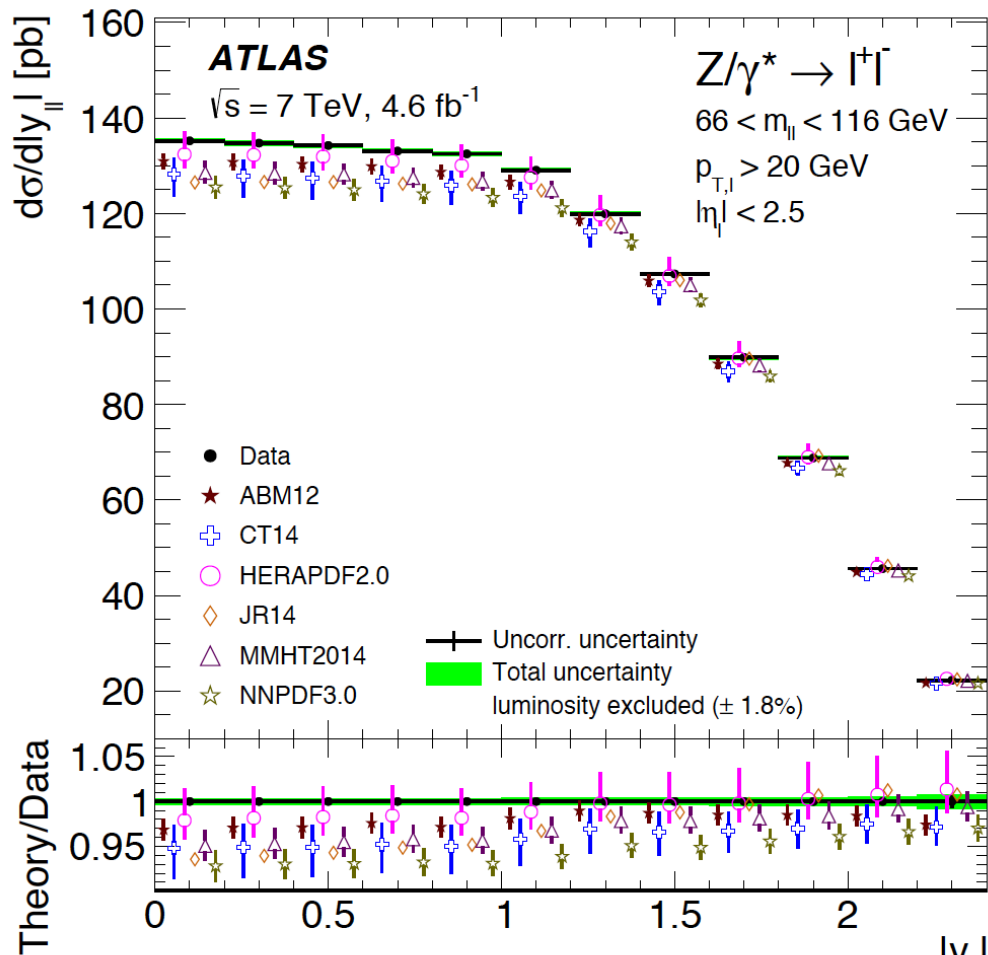 dσ/d|y_ll| [pb]
160
140
120
100
80
60
40
20
ATLAS
√s = 7 TeV, 4.6 fb⁻¹
Z/γ* → l⁺l⁻
66 < m_ll < 116 GeV
p_T,l > 20 GeV
|η_l| < 2.5
Data
ABM12
CT14
HERAPDF2.0
JR14
MMHT2014
NNPDF3.0
Uncorr. uncertainty
Total uncertainty
luminosity excluded (± 1.8%)
Theory/Data
1.05
1
0.95
0 0.5 1 1.5 2